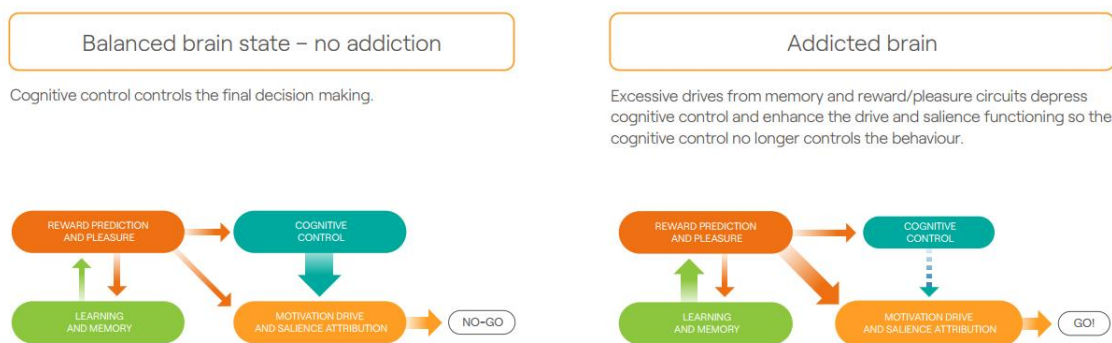 Balanced brain state – no addiction
Cognitive control controls the final decision making.
REWARD PREDICTION
AND PLEASURE
COGNITIVE
CONTROL
LEARNING
AND MEMORY
MOTIVATION DRIVE
AND SALIENCE ATTRIBUTION
NO-GO
Addicted brain
Excessive drives from memory and reward/pleasure circuits depress
cognitive control and enhance the drive and salience functioning so the
cognitive control no longer controls the behaviour.
REWARD PREDICTION
AND PLEASURE
COGNITIVE
CONTROL
LEARNING
AND MEMORY
MOTIVATION DRIVE
AND SALIENCE ATTRIBUTION
GO!